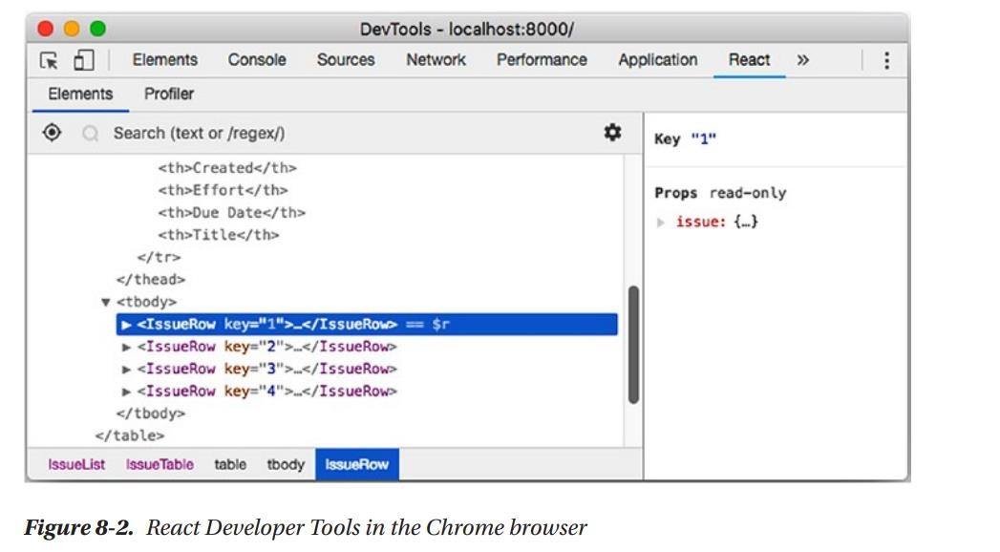 DevTools - localhost:8000/
Elements Console Sources Network Performance Application React »
Elements Profiler
Search (text or /regex/)
<th>Created</th>
<th>Effort</th>
<th>Due Date</th>
<th>Title</th>
</tr>
</thead>
▼ <tbody>
▶ <IssueRow key="1">…</IssueRow> == $r
▶ <IssueRow key="2">…</IssueRow>
▶ <IssueRow key="3">…</IssueRow>
▶ <IssueRow key="4">…</IssueRow>
</tbody>
</table>
IssueList IssueTable table tbody IssueRow
Key "1"
Props read-only
▶ issue: {…}
Figure 8-2. React Developer Tools in the Chrome browser